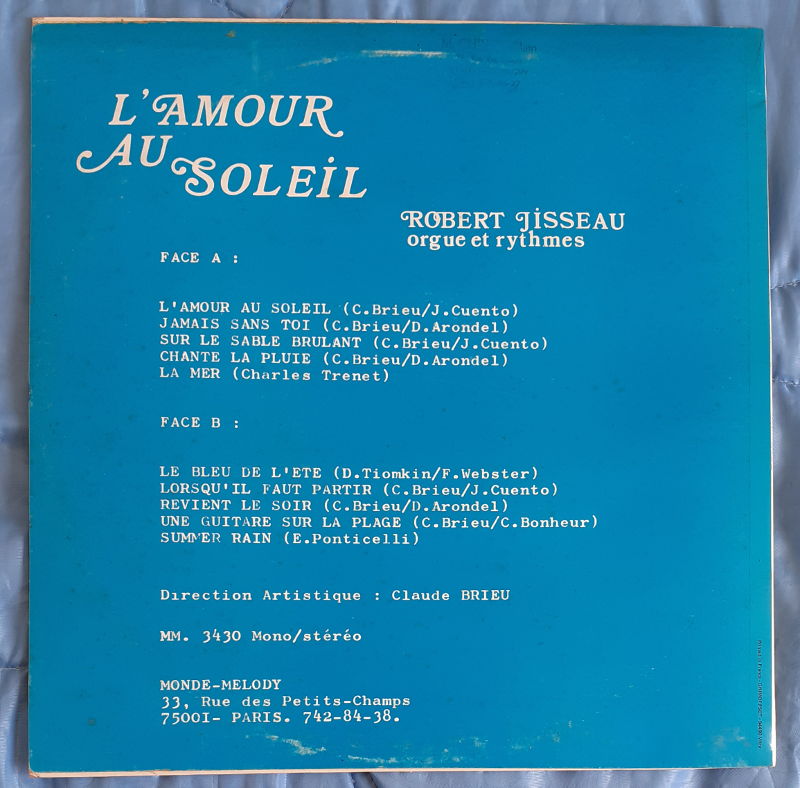 L'AMOUR
AU
SOLEIL
ROBERT JISSEAU
orgue et rythmes
FACE A :
L'AMOUR AU SOLEIL (C.Brieu/J.Cuento)
JAMAIS SANS TOI (C.Brieu/D.Arondel)
SUR LE SABLE BRULANT (C.Brieu/J.Cuento)
CHANTE LA PLUIE (C.Brieu/D.Arondel)
LA MER (Charles Trenet)
FACE B :
LE BLEU DE L'ETE (D.Tiomkin/F.Webster)
LORSQU'IL FAUT PARTIR (C.Brieu/J.Cuento)
REVIENT LE SOIR (C.Brieu/D.Arondel)
UNE GUITARE SUR LA PLAGE (C.Brieu/C.Bonheur)
SUMMER RAIN (E.Ponticelli)
Direction Artistique : Claude BRIEU
MM. 3430 Mono/stéréo
MONDE-MELODY
33, Rue des Petits-Champs
7500I- PARIS. 742-84-38.